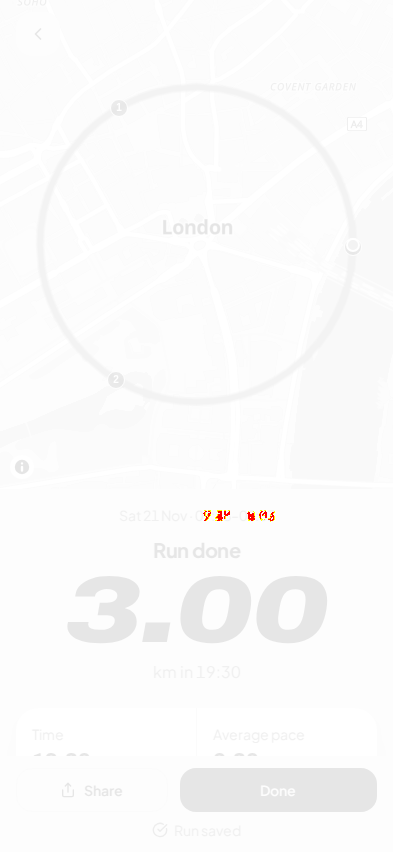 SOHO
COVENT GARDEN
1
A4
London
2
Sat 21 Nov
Run done
3.00
km in 19:30
Time
Average pace
Share
Done
Run saved